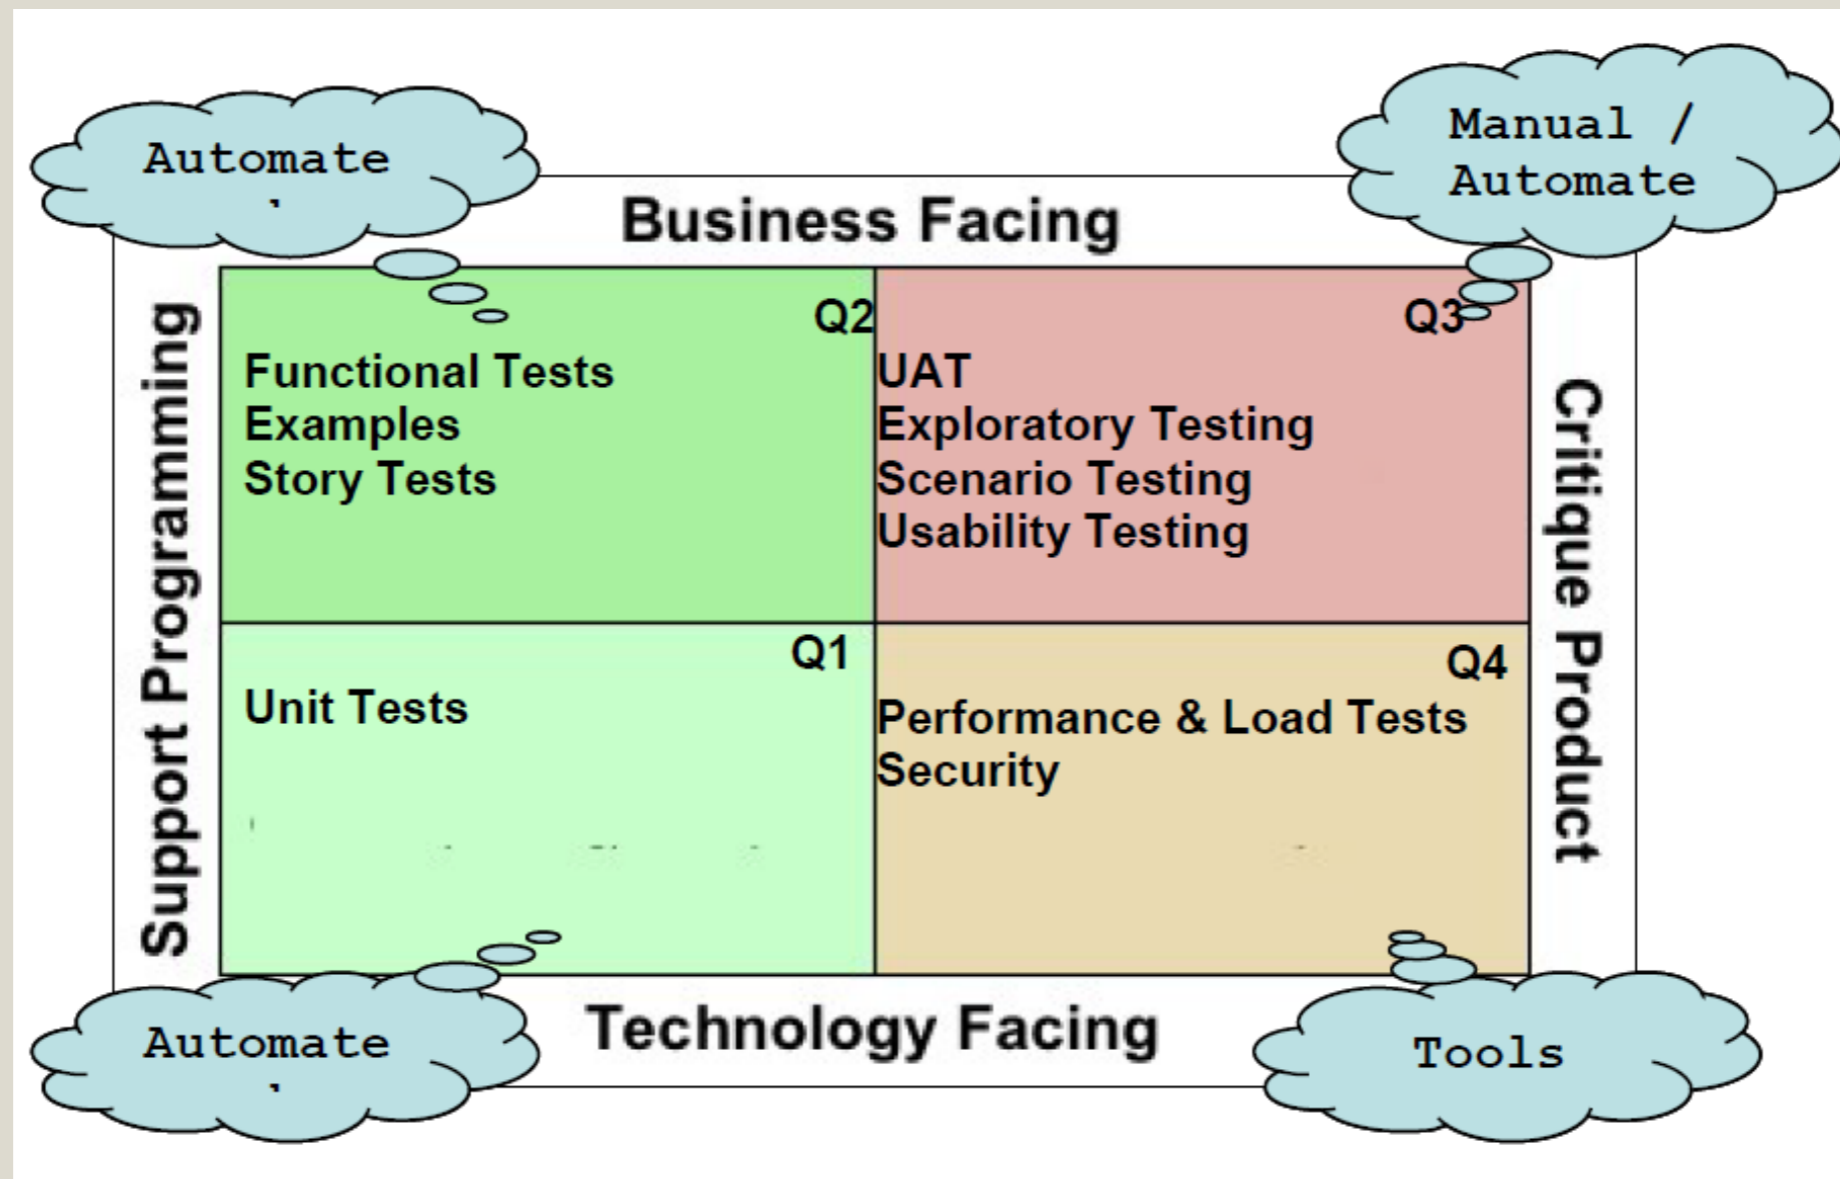 Automate
Manual /
Automate
Business Facing
Support Programming
Q2
Functional Tests
Examples
Story Tests
Q3
UAT
Exploratory Testing
Scenario Testing
Usability Testing
Critique Product
Q1
Unit Tests
Q4
Performance & Load Tests
Security
Automate
Technology Facing
Tools